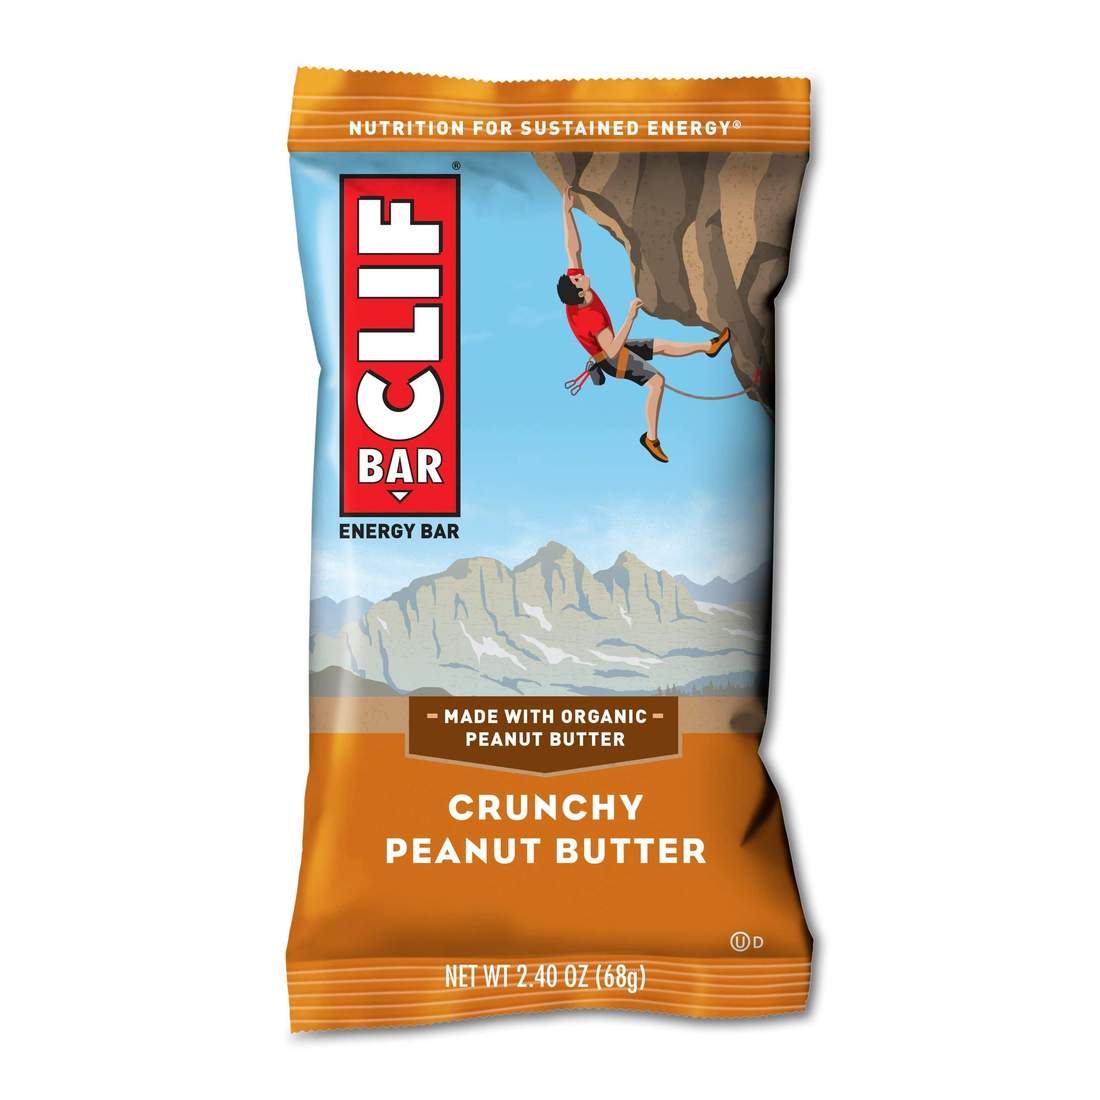 NUTRITION FOR SUSTAINED ENERGY®
CLIF®
BAR
ENERGY BAR
- MADE WITH ORGANIC -
PEANUT BUTTER
CRUNCHY
PEANUT BUTTER
U D
NET WT 2.40 OZ (68g)